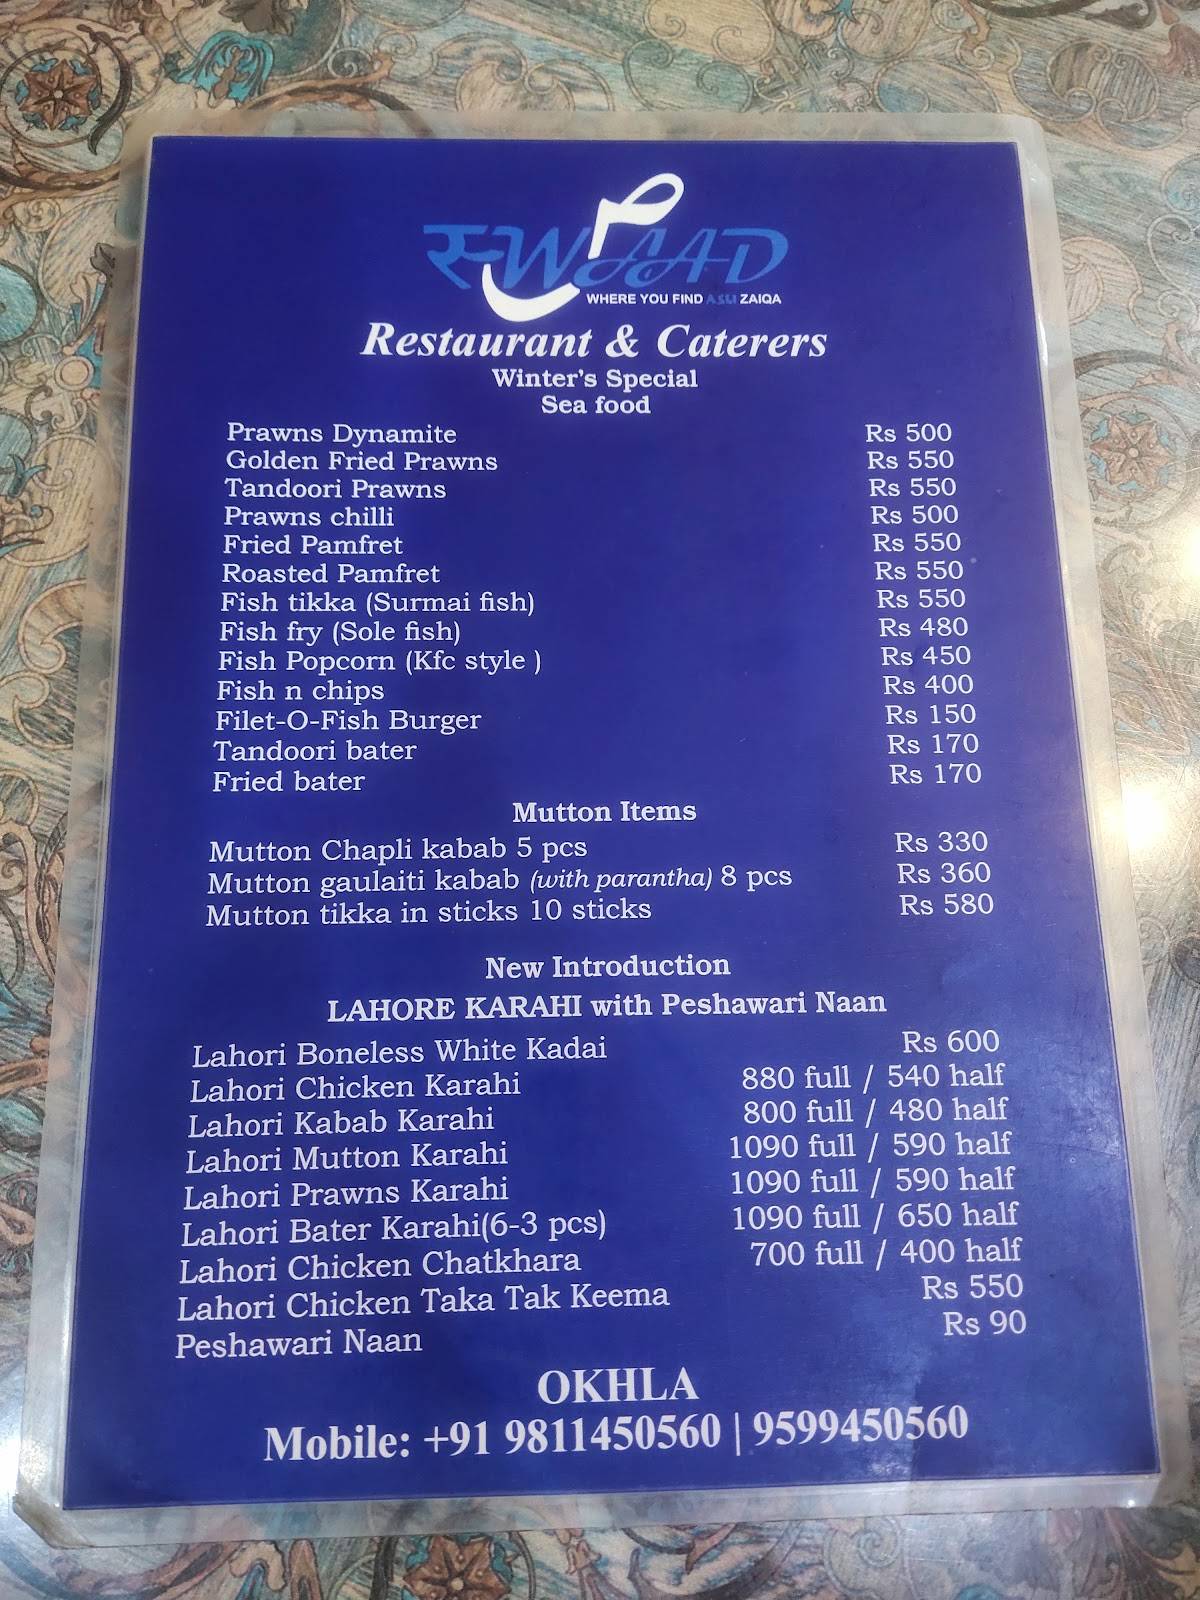 स्WAAD
WHERE YOU FIND ASLI ZAIQA
Restaurant & Caterers
Winter's Special
Sea food
Prawns Dynamite Rs 500
Golden Fried Prawns Rs 550
Tandoori Prawns Rs 550
Prawns chilli Rs 500
Fried Pamfret Rs 550
Roasted Pamfret Rs 550
Fish tikka (Surmai fish) Rs 550
Fish fry (Sole fish) Rs 480
Fish Popcorn (Kfc style ) Rs 450
Fish n chips Rs 400
Filet-O-Fish Burger Rs 150
Tandoori bater Rs 170
Fried bater Rs 170
Mutton Items
Mutton Chapli kabab 5 pcs Rs 330
Mutton gaulaiti kabab (with parantha) 8 pcs Rs 360
Mutton tikka in sticks 10 sticks Rs 580
New Introduction
LAHORE KARAHI with Peshawari Naan
Lahori Boneless White Kadai Rs 600
Lahori Chicken Karahi 880 full / 540 half
Lahori Kabab Karahi 800 full / 480 half
Lahori Mutton Karahi 1090 full / 590 half
Lahori Prawns Karahi 1090 full / 590 half
Lahori Bater Karahi(6-3 pcs) 1090 full / 650 half
Lahori Chicken Chatkhara 700 full / 400 half
Lahori Chicken Taka Tak Keema Rs 550
Peshawari Naan Rs 90
OKHLA
Mobile: +91 9811450560 | 9599450560